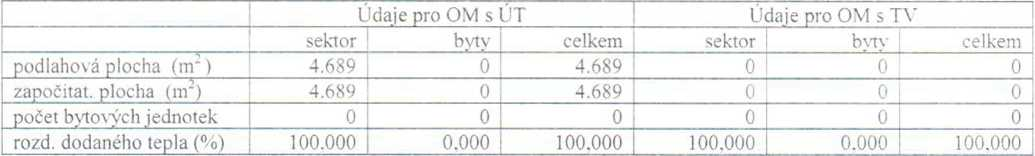 Údaje pro OM s ÚT Údaje pro OM s TV
sektor byty celkem sektor byty celkem
podlahová plocha (m²) 4.689 0 4.689 0 0 0
započitat. plocha (m²) 4.689 0 4.689 0 0 0
počet bytových jednotek 0 0 0 0 0 0
rozd. dodaného tepla (%) 100,000 0,000 100,000 100,000 0,000 100,000